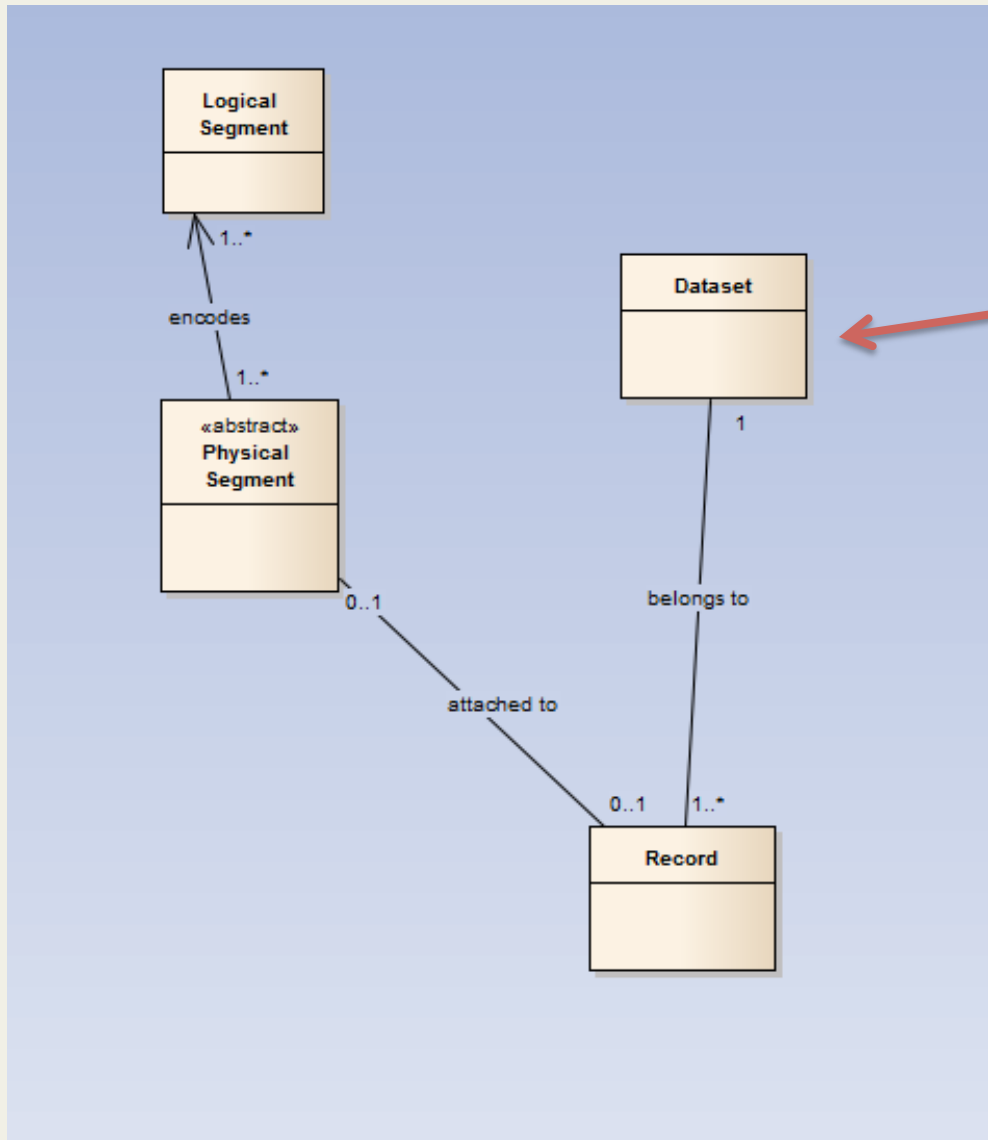 Logical
Segment
1..*
encodes
1..*
«abstract»
Physical
Segment
0..1
attached to
Dataset
1
belongs to
0..1
1..*
Record